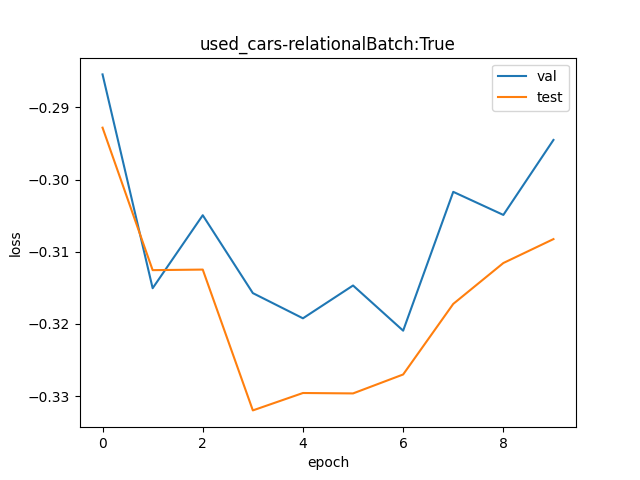 used_cars-relationalBatch:True
val
test
loss
−0.29
−0.30
−0.31
−0.32
−0.33
0
2
4
6
8
epoch